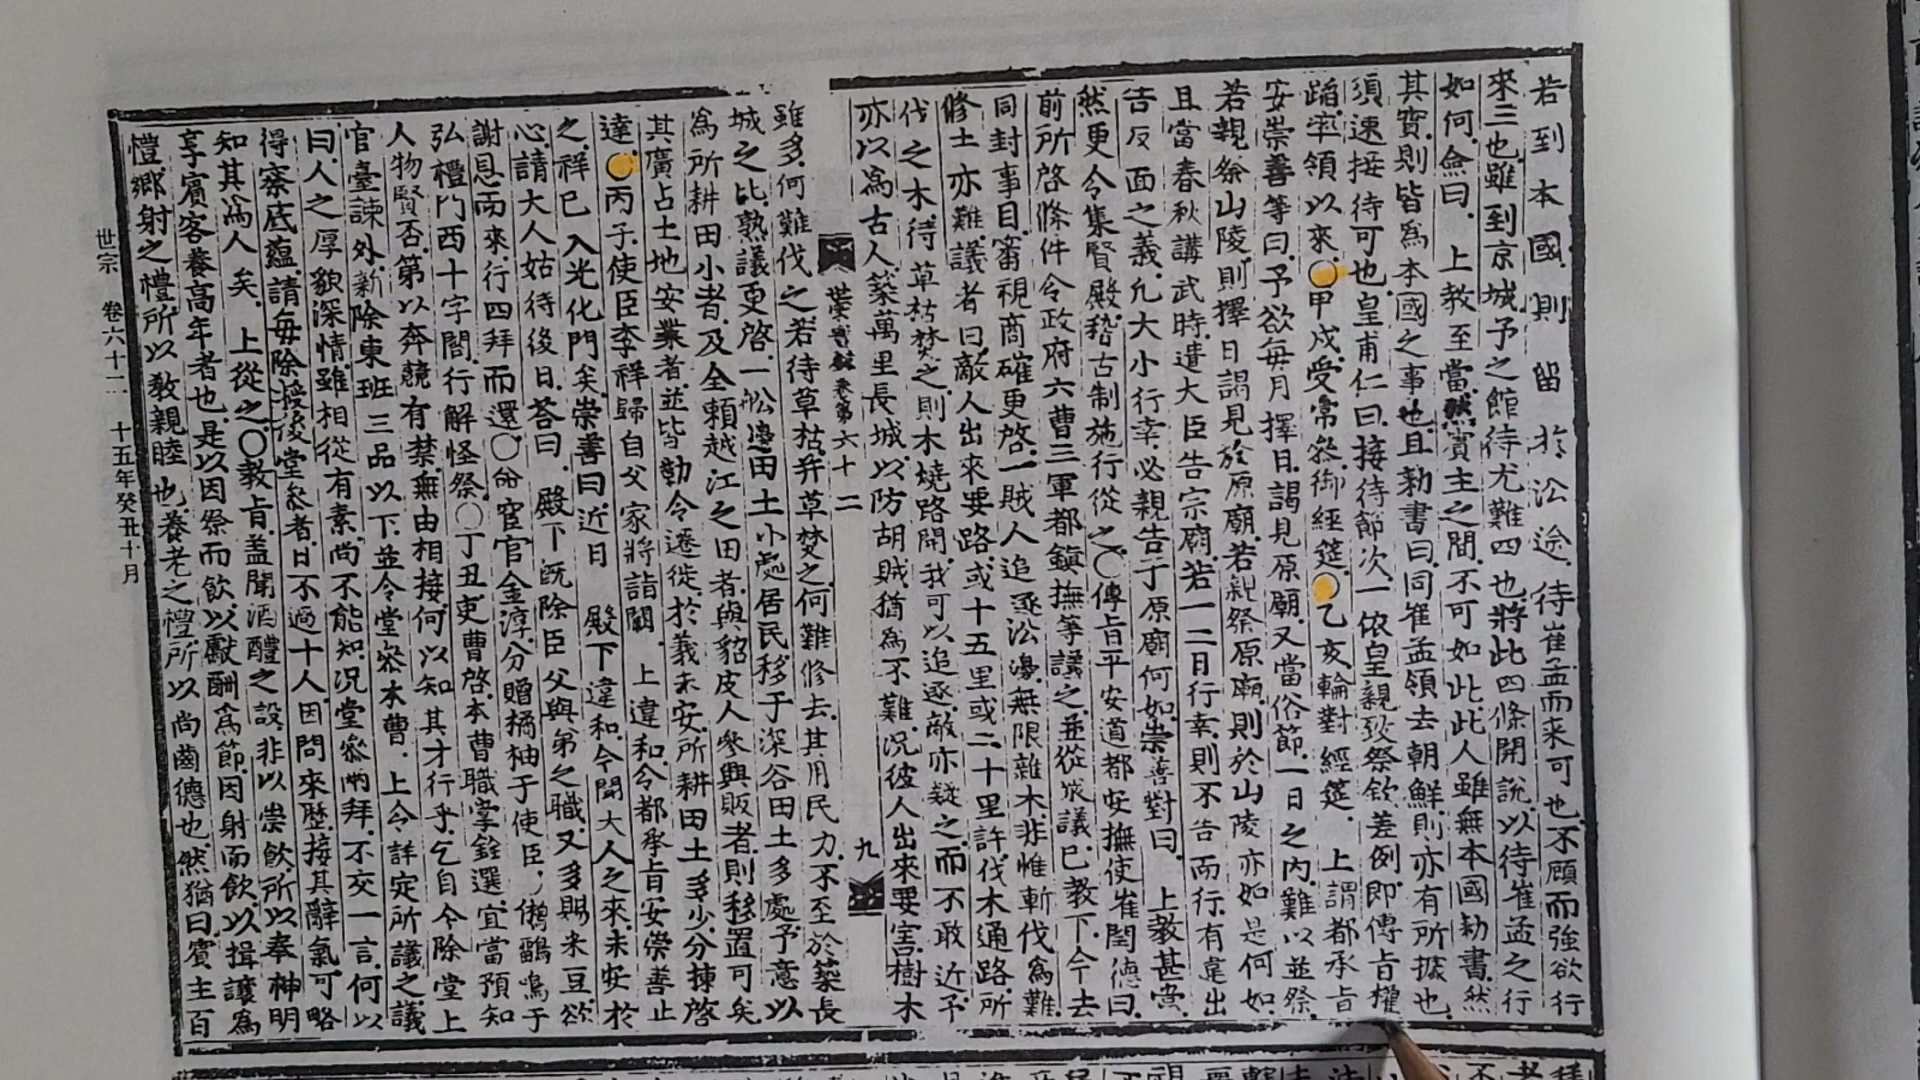 若到本國則留於沿途待崔孟而来可也不顧而強欲行
來三也雖到京城予之館待尤難四也將此四條開說以待崔孟之行
如何僉曰上教至當然賓主之間不可如此此人雖無本國勅書然
其實則皆爲本國之事也且勅書曰同崔孟領去朝鮮則亦有所據也
須速接待可也皇甫仁曰接待節次一依皇親致祭欽差例即傳旨權
蹈率領以來○甲戌受常參御經筵○乙亥輪對經筵上謂都承旨
安崇善等曰予欲每月擇日謁見原廟又當俗節一日之內難以並祭
若親祭山陵則擇日謁見於原廟若親祭原廟則於山陵亦如是何如
且當春秋講武時遣大臣告宗廟若一二日行幸則不告而行有違出
告反面之義凡大小行幸必親告于原廟何如崇善對曰上教甚當
然更令集賢殿稽古制施行從之○傳旨平安道都安撫使崔閏德曰
前所啓條件令政府六曹三軍都鎭撫等議之並從成議已教下今去
同封事目審視商確更啓一賊人追逐沿邊無限雜木非惟斬伐爲難
修土亦難議者曰敵人出來要路或十五里或二十里許伐木通路所
伐之木待草枯焚之則木燒路開我可以追逐敵亦疑之而不敢近予
亦以爲古人築萬里長城以防胡賊猶爲不難況彼人出來要害樹木
世宗實錄卷第六十二 九
雖多何難伐之若待草枯幷草焚之何難修去其用民力不至於築長
城之比熟議更啓一沿邊田土小處居民移于深谷田土多處予意以
爲所耕田小者及全賴越江之田者與貂皮人參興販者則移置可矣
其廣占土地安業者並皆勒令遷徙於義未安所耕田土多少分揀啓
達○丙子使臣李祥歸自父家將詣闕上違和令都承旨安崇善止
之祥已入光化門矣崇善曰近日殿下違和今聞大人之來未安於
心請大人姑待後日答曰殿下旣除臣父與弟之職又多賜米豆欲
謝恩而來行四拜而還○命宦官金淳分贈橘柚于使臣○鵂鶹鳴于
弘禮門西十字閣行解怪祭○丁丑吏曹啓本曹職掌銓選宜當預知
人物賢否第以奔競有禁無由相接何以知其才行乎乞自今除堂上
官臺諫外新除東班三品以下並令堂參本曹上令詳定所議之議
曰人之厚貌深情雖相從有素尚不能知況堂參兩拜不交一言何以
得審底蘊請每除授後堂參者日不過十人因問來歷接其辭氣可略
知其爲人矣上從之○教旨蓋聞酒醴之設非以崇飮所以奉神明
享賓客養高年者也是以因祭而飮以獻酬爲節因射而飮以揖讓爲
禮鄕射之禮所以敎親睦也養老之禮所以尚齒德也然猶曰賓主百
世宗 卷六十二 十五年癸丑十月